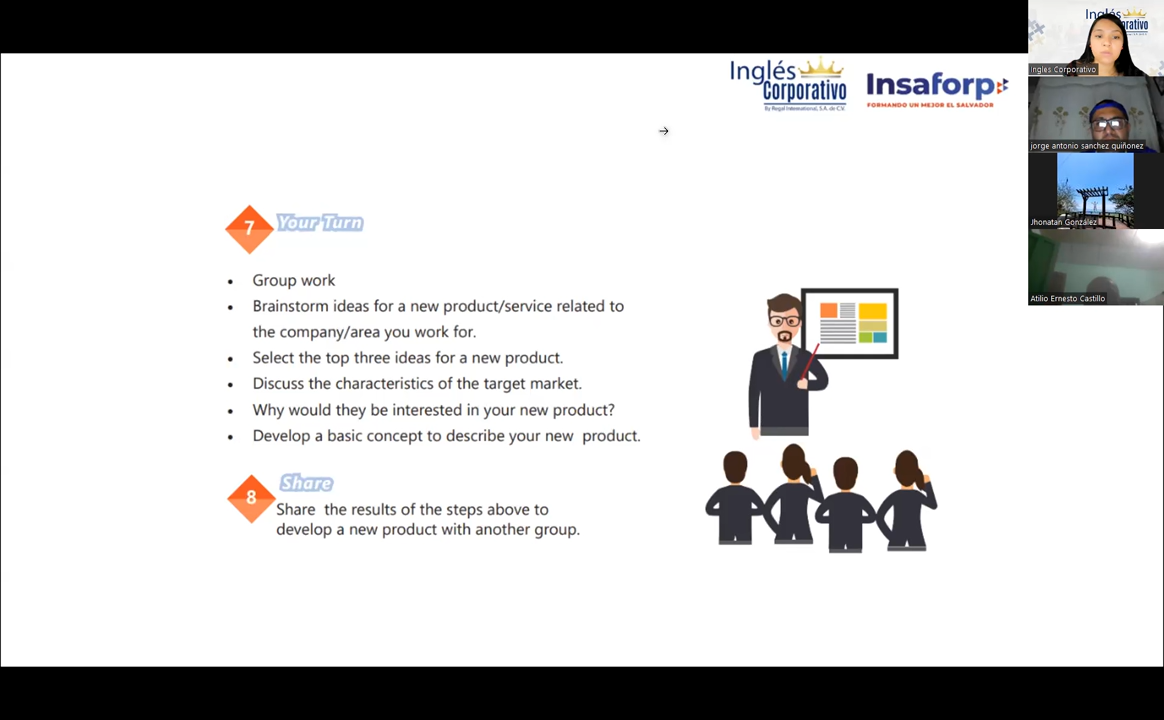 Inglés
Corporativo
By Regal International, S.A. de C.V.
Insaforp
FORMANDO UN MEJOR EL SALVADOR
7 Your Turn
• Group work
• Brainstorm ideas for a new product/service related to
the company/area you work for.
• Select the top three ideas for a new product.
• Discuss the characteristics of the target market.
• Why would they be interested in your new product?
• Develop a basic concept to describe your new product.
8 Share
Share the results of the steps above to
develop a new product with another group.
Ingles Corporativo
jorge antonio sanchez quiñonez
Jhonatan González
Atilio Ernesto Castillo